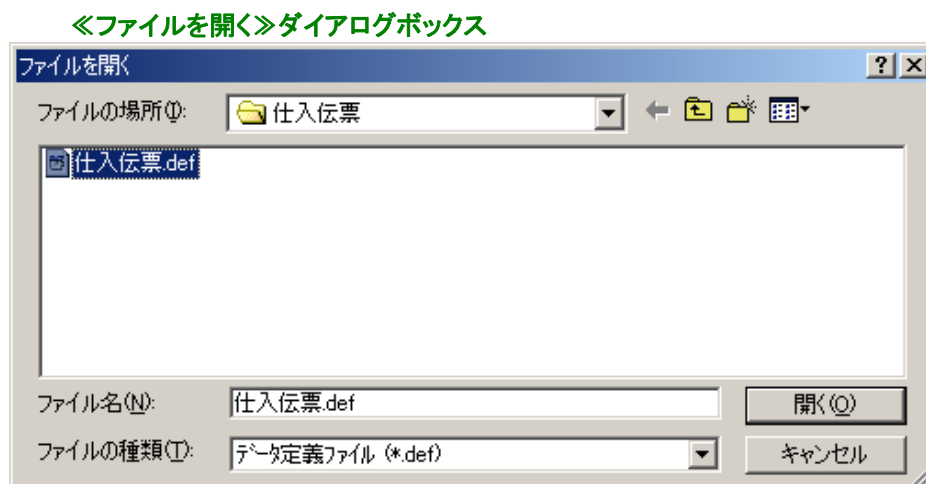 ≪ファイルを開く≫ダイアログボックス
ファイルを開く
ファイルの場所(I): 仕入伝票
仕入伝票.def
ファイル名(N): 仕入伝票.def 開く(O)
ファイルの種類(T): データ定義ファイル (*.def) キャンセル